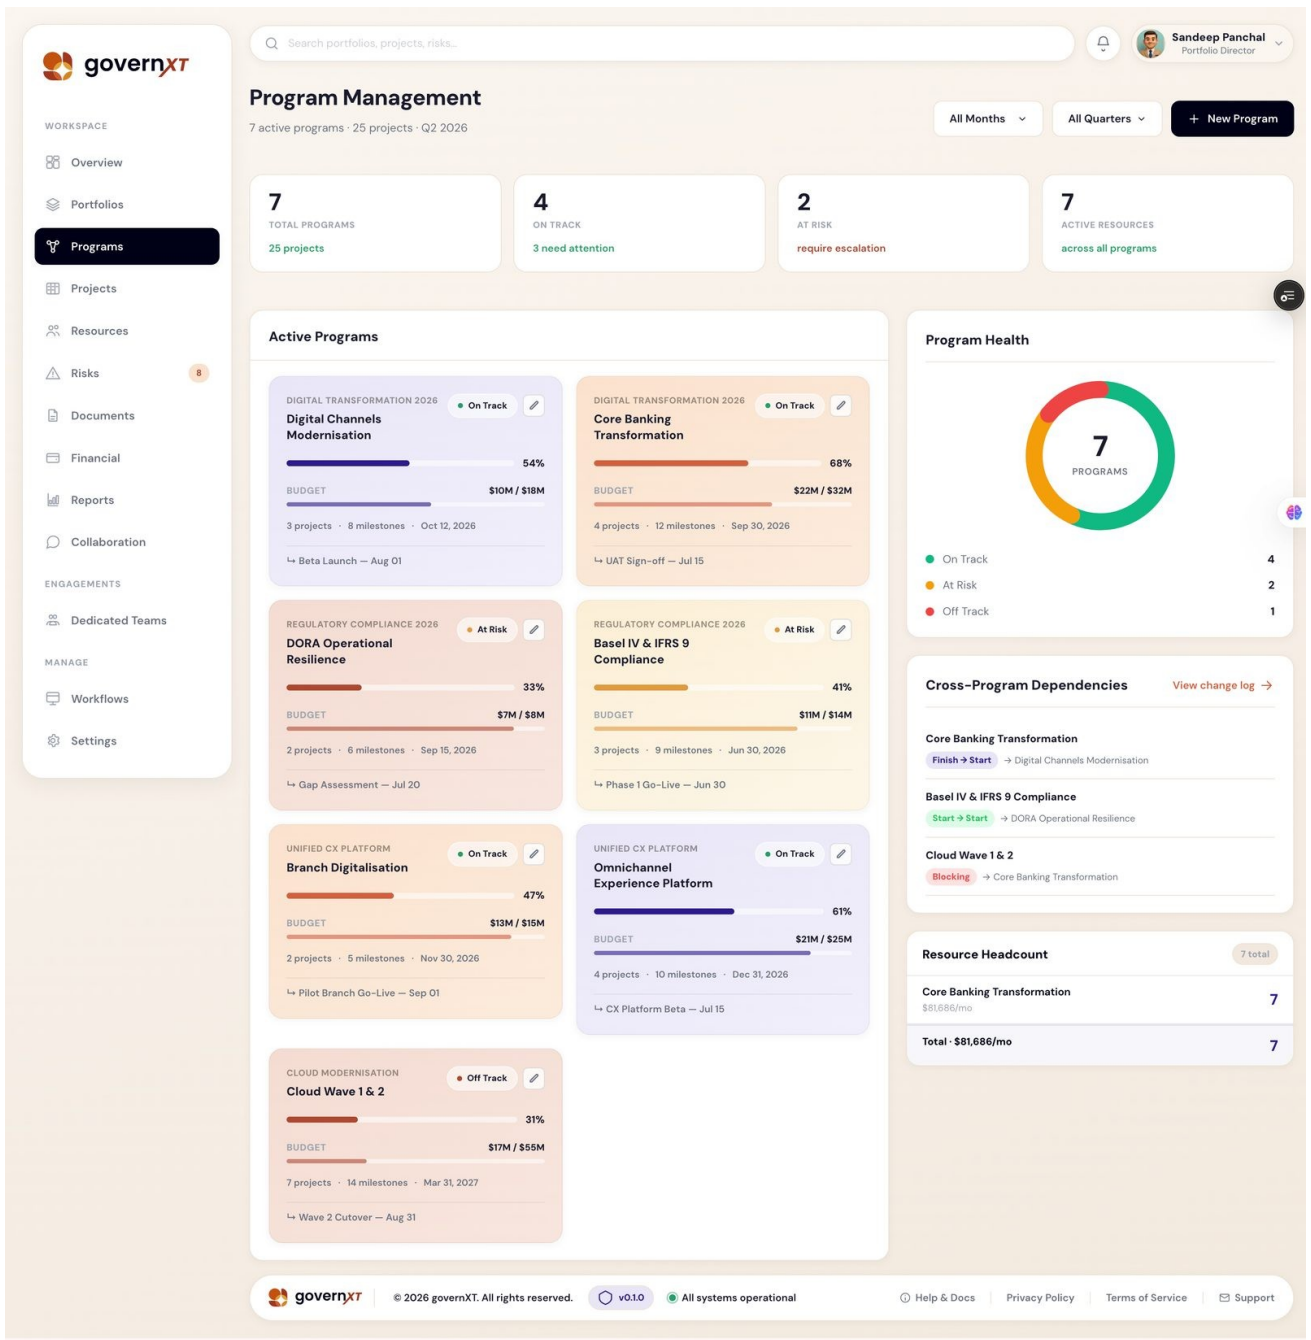 governXT
WORKSPACE
Overview
Portfolios
Programs
Projects
Resources
Risks 8
Documents
Financial
Reports
Collaboration
ENGAGEMENTS
Dedicated Teams
MANAGE
Workflows
Settings
Search portfolios, projects, risks...
Sandeep Panchal
Portfolio Director
Program Management
7 active programs · 25 projects · Q2 2026
All Months
All Quarters
+ New Program
7
TOTAL PROGRAMS
25 projects
4
ON TRACK
3 need attention
2
AT RISK
require escalation
7
ACTIVE RESOURCES
across all programs
Active Programs
DIGITAL TRANSFORMATION 2026
On Track
Digital Channels
Modernisation
54%
BUDGET $10M / $18M
3 projects · 8 milestones · Oct 12, 2026
↳ Beta Launch — Aug 01
DIGITAL TRANSFORMATION 2026
On Track
Core Banking
Transformation
68%
BUDGET $22M / $32M
4 projects · 12 milestones · Sep 30, 2026
↳ UAT Sign-off — Jul 15
REGULATORY COMPLIANCE 2026
At Risk
DORA Operational
Resilience
33%
BUDGET $7M / $8M
2 projects · 6 milestones · Sep 15, 2026
↳ Gap Assessment — Jul 20
REGULATORY COMPLIANCE 2026
At Risk
Basel IV & IFRS 9
Compliance
41%
BUDGET $11M / $14M
3 projects · 9 milestones · Jun 30, 2026
↳ Phase 1 Go-Live — Jun 30
UNIFIED CX PLATFORM
On Track
Branch Digitalisation
47%
BUDGET $13M / $15M
2 projects · 5 milestones · Nov 30, 2026
↳ Pilot Branch Go-Live — Sep 01
UNIFIED CX PLATFORM
On Track
Omnichannel
Experience Platform
61%
BUDGET $21M / $25M
4 projects · 10 milestones · Dec 31, 2026
↳ CX Platform Beta — Jul 15
CLOUD MODERNISATION
Off Track
Cloud Wave 1 & 2
31%
BUDGET $17M / $55M
7 projects · 14 milestones · Mar 31, 2027
↳ Wave 2 Cutover — Aug 31
Program Health
7
PROGRAMS
On Track 4
At Risk 2
Off Track 1
Cross-Program Dependencies
View change log →
Core Banking Transformation
Finish → Start → Digital Channels Modernisation
Basel IV & IFRS 9 Compliance
Start → Start → DORA Operational Resilience
Cloud Wave 1 & 2
Blocking → Core Banking Transformation
Resource Headcount
7 total
Core Banking Transformation
$81,686/mo
7
Total · $81,686/mo 7
governXT
© 2026 governXT. All rights reserved.
v0.1.0
All systems operational
Help & Docs
Privacy Policy
Terms of Service
Support